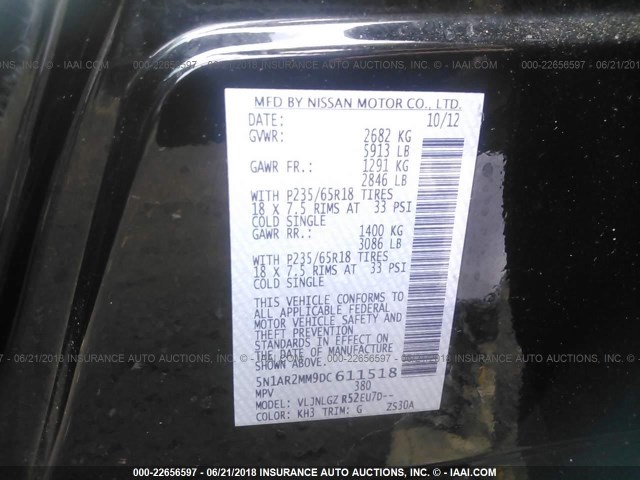 000-22656597 - 06/21/2018 INSURANCE AUTO AUCTIONS, INC. - © - IAAI.COM
MFD BY NISSAN MOTOR CO., LTD.
DATE: 10/12
GVWR: 2682 KG
5913 LB
GAWR FR.: 1291 KG
2846 LB
WITH P235/65R18 TIRES
18 X 7.5 RIMS AT 33 PSI
COLD SINGLE
GAWR RR.: 1400 KG
3086 LB
WITH P235/65R18 TIRES
18 X 7.5 RIMS AT 33 PSI
COLD SINGLE
THIS VEHICLE CONFORMS TO
ALL APPLICABLE FEDERAL
MOTOR VEHICLE SAFETY AND
THEFT PREVENTION
STANDARDS IN EFFECT ON
THE DATE OF MANUFACTURE
SHOWN ABOVE.
5N1AR2MM9DC611518
MPV 380
MODEL: VLJNLGZ R52EU7D--
COLOR: KH3 TRIM: G ZS30A
000-22656597 - 06/21/2018 INSURANCE AUTO AUCTIONS, INC. - © - IAAI.COM